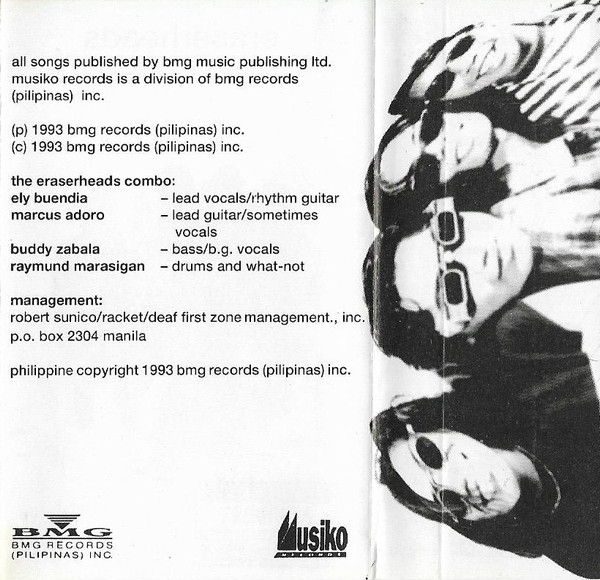 all songs published by bmg music publishing ltd.
musiko records is a division of bmg records
(pilipinas) inc.
(p) 1993 bmg records (pilipinas) inc.
(c) 1993 bmg records (pilipinas) inc.
the eraserheads combo:
ely buendia – lead vocals/rhythm guitar
marcus adoro – lead guitar/sometimes
vocals
buddy zabala – bass/b.g. vocals
raymund marasigan – drums and what-not
management:
robert sunico/racket/deaf first zone management., inc.
p.o. box 2304 manila
philippine copyright 1993 bmg records (pilipinas) inc.
BMG
BMG RECORDS
(PILIPINAS) INC.
Musiko
RECORDS